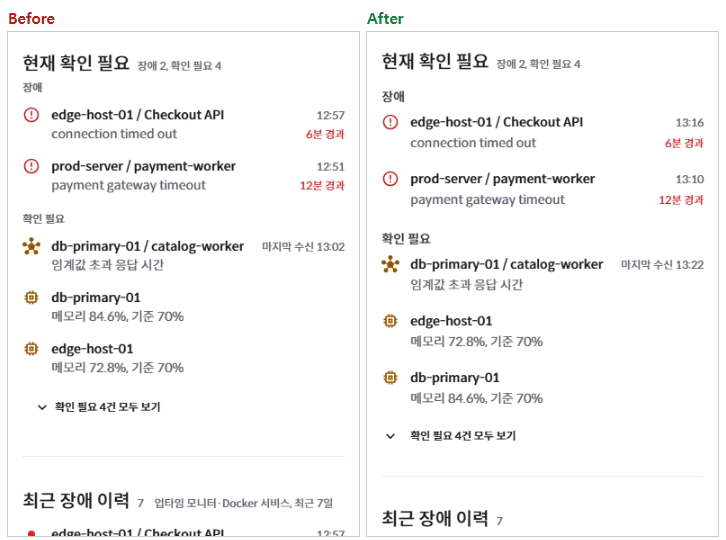 Before
현재 확인 필요 장애 2, 확인 필요 4
장애
edge-host-01 / Checkout API 12:57
connection timed out 6분 경과
prod-server / payment-worker 12:51
payment gateway timeout 12분 경과
확인 필요
db-primary-01 / catalog-worker 마지막 수신 13:02
임계값 초과 응답 시간
db-primary-01
메모리 84.6%, 기준 70%
edge-host-01
메모리 72.8%, 기준 70%
확인 필요 4건 모두 보기
최근 장애 이력 7 업타임 모니터·Docker 서비스, 최근 7일
edge-host-01 / Checkout API 12:57
After
현재 확인 필요 장애 2, 확인 필요 4
장애
edge-host-01 / Checkout API 13:16
connection timed out 6분 경과
prod-server / payment-worker 13:10
payment gateway timeout 12분 경과
확인 필요
db-primary-01 / catalog-worker 마지막 수신 13:22
임계값 초과 응답 시간
edge-host-01
메모리 72.8%, 기준 70%
db-primary-01
메모리 84.6%, 기준 70%
확인 필요 4건 모두 보기
최근 장애 이력 7